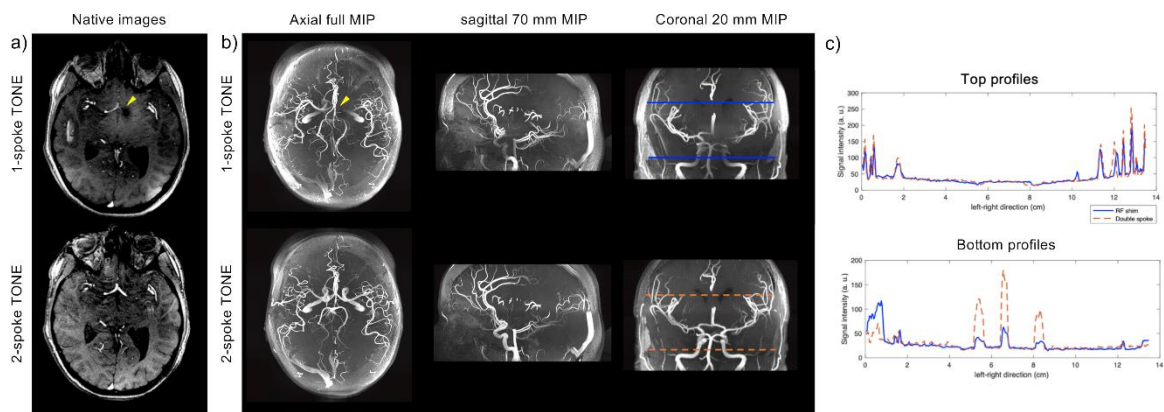 Native images
Axial full MIP
sagittal 70 mm MIP
Coronal 20 mm MIP
a)
b)
c)
1-spoke TONE
1-spoke TONE
2-spoke TONE
2-spoke TONE
Top profiles
Signal intensity (a. u.)
300
250
200
150
100
50
0
0 2 4 6 8 10 12 14
left-right direction (cm)
RF shim
Double spoke
Bottom profiles
Signal intensity (a. u.)
200
150
100
50
0
0 2 4 6 8 10 12 14
left-right direction (cm)